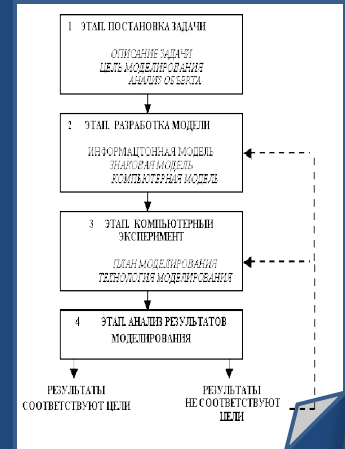 1 ЭТАП. ПОСТАНОВКА ЗАДАЧИ
ОПИСАНИЕ ЗАДАЧИ
ЦЕЛЬ МОДЕЛИРОВАНИЯ
АНАЛИЗ ОБЪЕКТА
2 ЭТАП. РАЗРАБОТКА МОДЕЛИ
ИНФОРМАЦТОННАЯ МОДЕЛЬ
ЗНАКОВАЯ МОДЕЛЬ
КОМПЬЮТЕРНАЯ МОДЕЛЬ
3 ЭТАП. КОМПЬЮТЕРНЫЙ
ЭКСПЕРИМЕНТ
ПЛАН МОДЕЛИРОВАНИЯ
ТЕХНОЛОГИЯ МОДЕЛИРОВАНИЯ
4 ЭТАП. АНАЛИЗ РЕЗУЛЬТАТОВ
МОДЕЛИРОВАНИЯ
РЕЗУЛЬТАТЫ
СООТВЕТСТВУЮТ ЦЕЛИ
РЕЗУЛЬТАТЫ
НЕ СООТВЕТСТВУЮТ
ЦЕЛИ